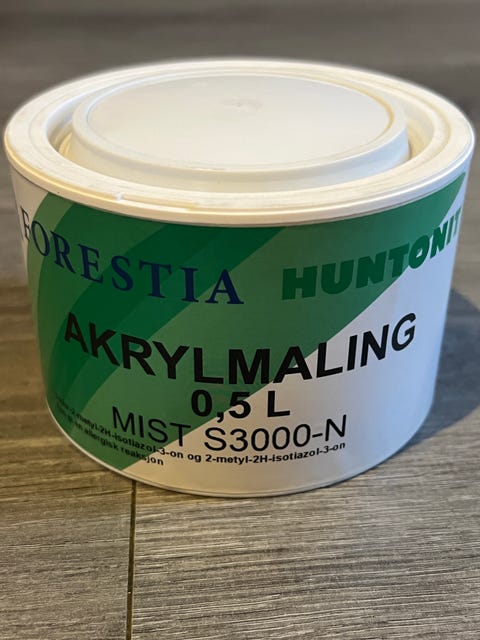 FORESTIA HUNTONIT
AKRYLMALING
0,5 L
MIST S3000-N
2-metyl-2H-isotiazol-3-on og 2-metyl-2H-isotiazol-3-on
allergisk reaksjon